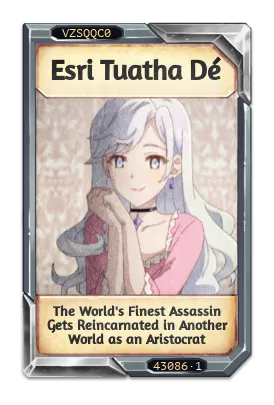 VZSQQC0
Esri Tuatha Dé
The World's Finest Assassin
Gets Reincarnated in Another
World as an Aristocrat
43086·1